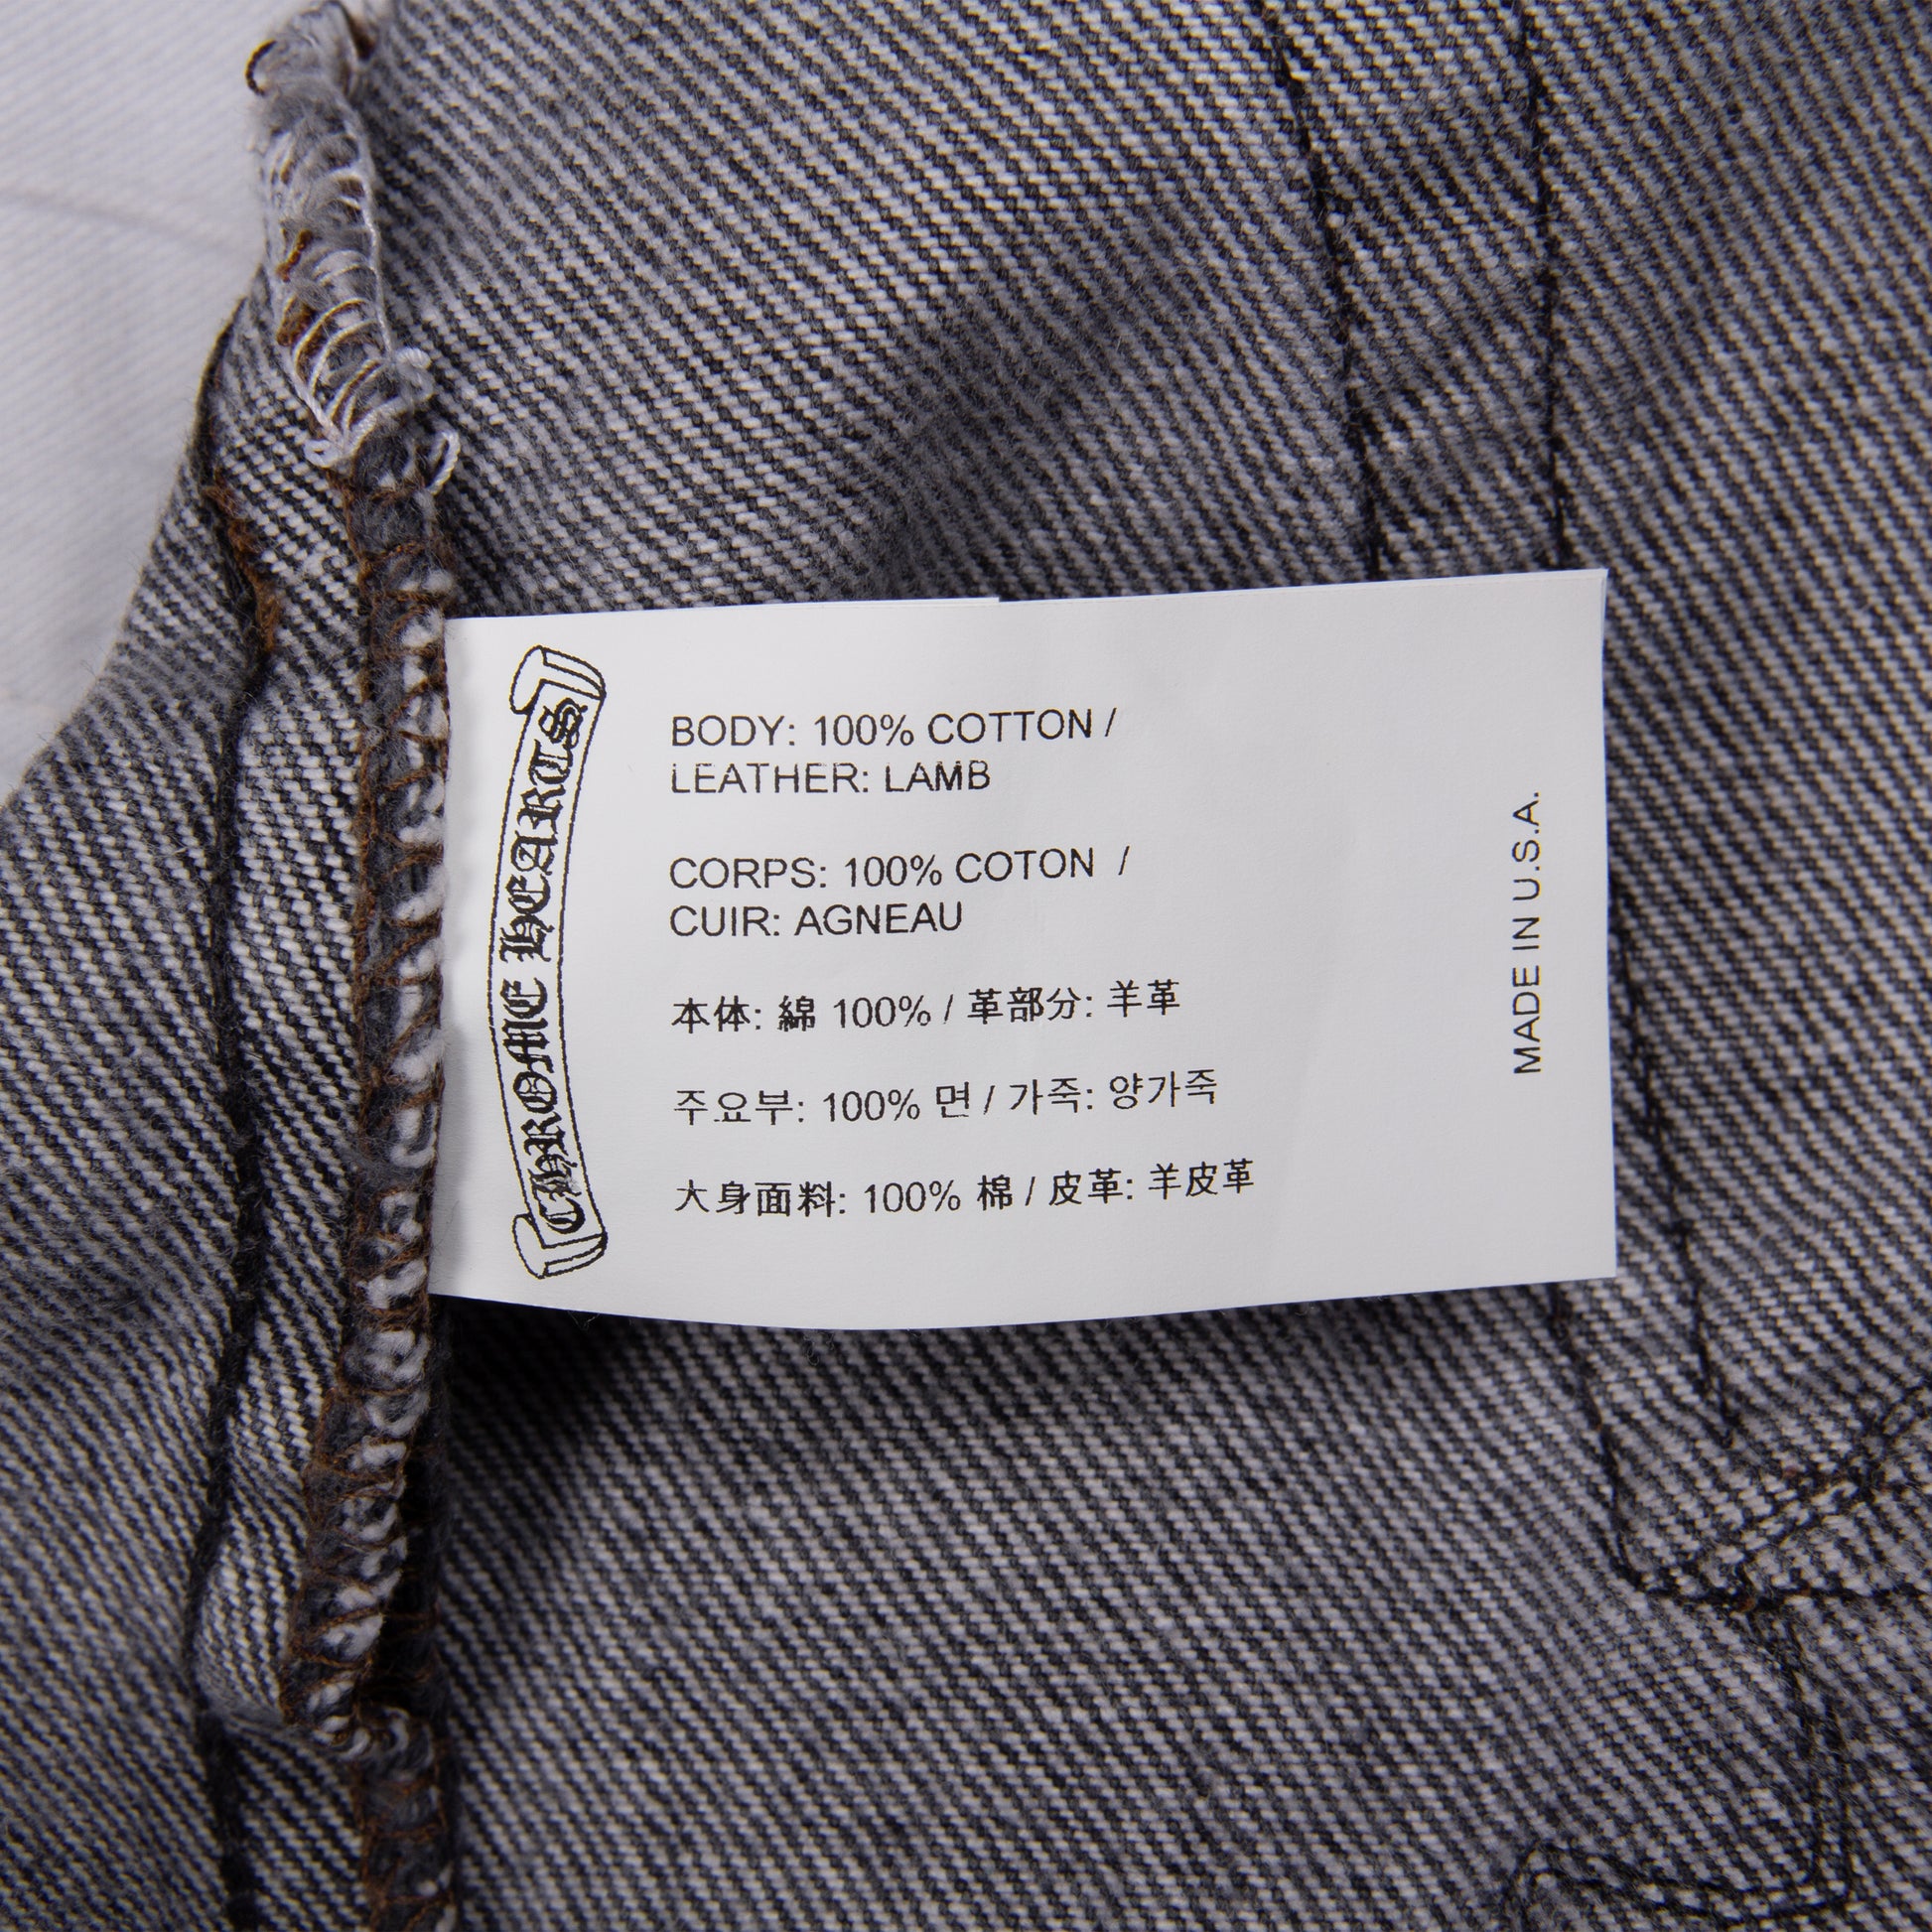 CHROME HEARTS
BODY: 100% COTTON /
LEATHER: LAMB
CORPS: 100% COTON /
CUIR: AGNEAU
本体: 綿 100% / 革部分: 羊革
주요부: 100% 면 / 가죽: 양가죽
大身面料: 100% 棉 / 皮革: 羊皮革
MADE IN U.S.A.